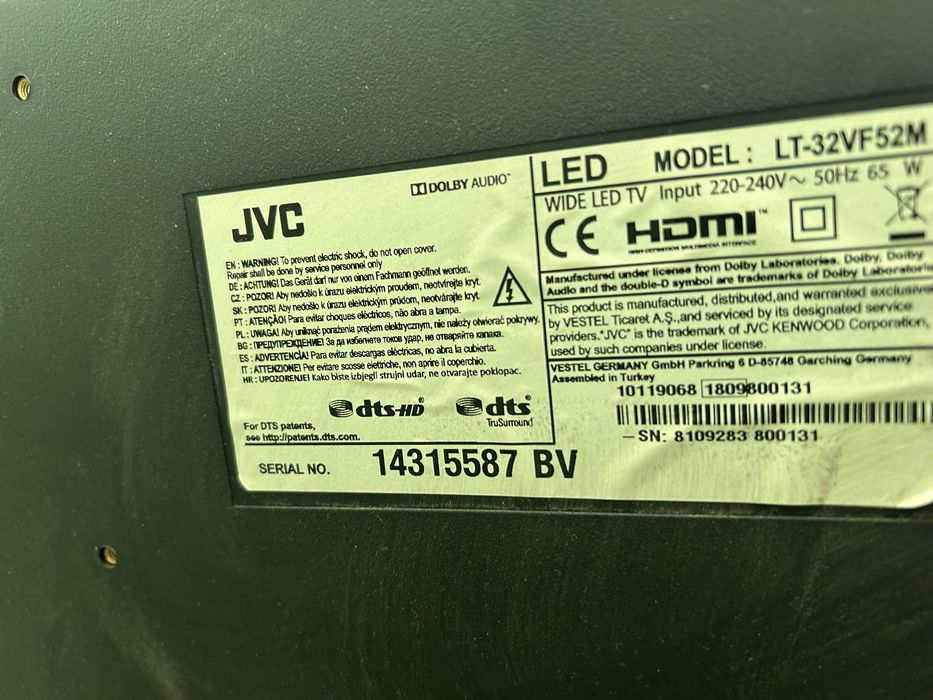 DOLBY AUDIO™
JVC
EN : WARNING! To prevent electric shock, do not open cover.
Repair shall be done by service personnel only
DE : ACHTUNG! Das Gerät darf nur von einem Fachmann geöffnet werden.
CZ : POZOR! Aby nedošlo k úrazu elektrickým proudem, neotvírejte kryt.
SK : POZOR! Aby nedošlo k úrazu elektrickým prúdom, neotvárajte kryt.
PT : ATENÇÃO! Para evitar choques eléctricos, não abra a tampa.
PL : UWAGA! Aby uniknąć porażenia prądem elektrycznym, nie należy otwierać pokrywy.
BG : ПРЕДУПРЕЖДЕНИЕ! За да избегнете токов удар, не отваряйте капака.
ES : ADVERTENCIA! Para evitar descargas eléctricas, no abra la cubierta.
IT : ATTENZIONE! Per evitare scosse elettriche, non aprire il coperchio.
HR : UPOZORENJE! Kako biste izbjegli strujni udar, ne otvarajte poklopac.
dts-HD® dts®
TruSurround
For DTS patents,
see http://patents.dts.com.
SERIAL NO. 14315587 BV
LED MODEL : LT-32VF52M
WIDE LED TV Input 220-240V~ 50Hz 65 W
CE HDMI™
HIGH-DEFINITION MULTIMEDIA INTERFACE
Manufactured under license from Dolby Laboratories. Dolby, Dolby
Audio and the double-D symbol are trademarks of Dolby Laboratories
This product is manufactured, distributed,and warranted exclusively
by VESTEL Ticaret A.Ş.,and serviced by its designated service
providers."JVC" is the trademark of JVC KENWOOD Corporation,
used by such companies under license.
VESTEL GERMANY GmbH Parkring 6 D-85748 Garching Germany
Assembled in Turkey
10119068 1809800131
SN: 8109283 800131